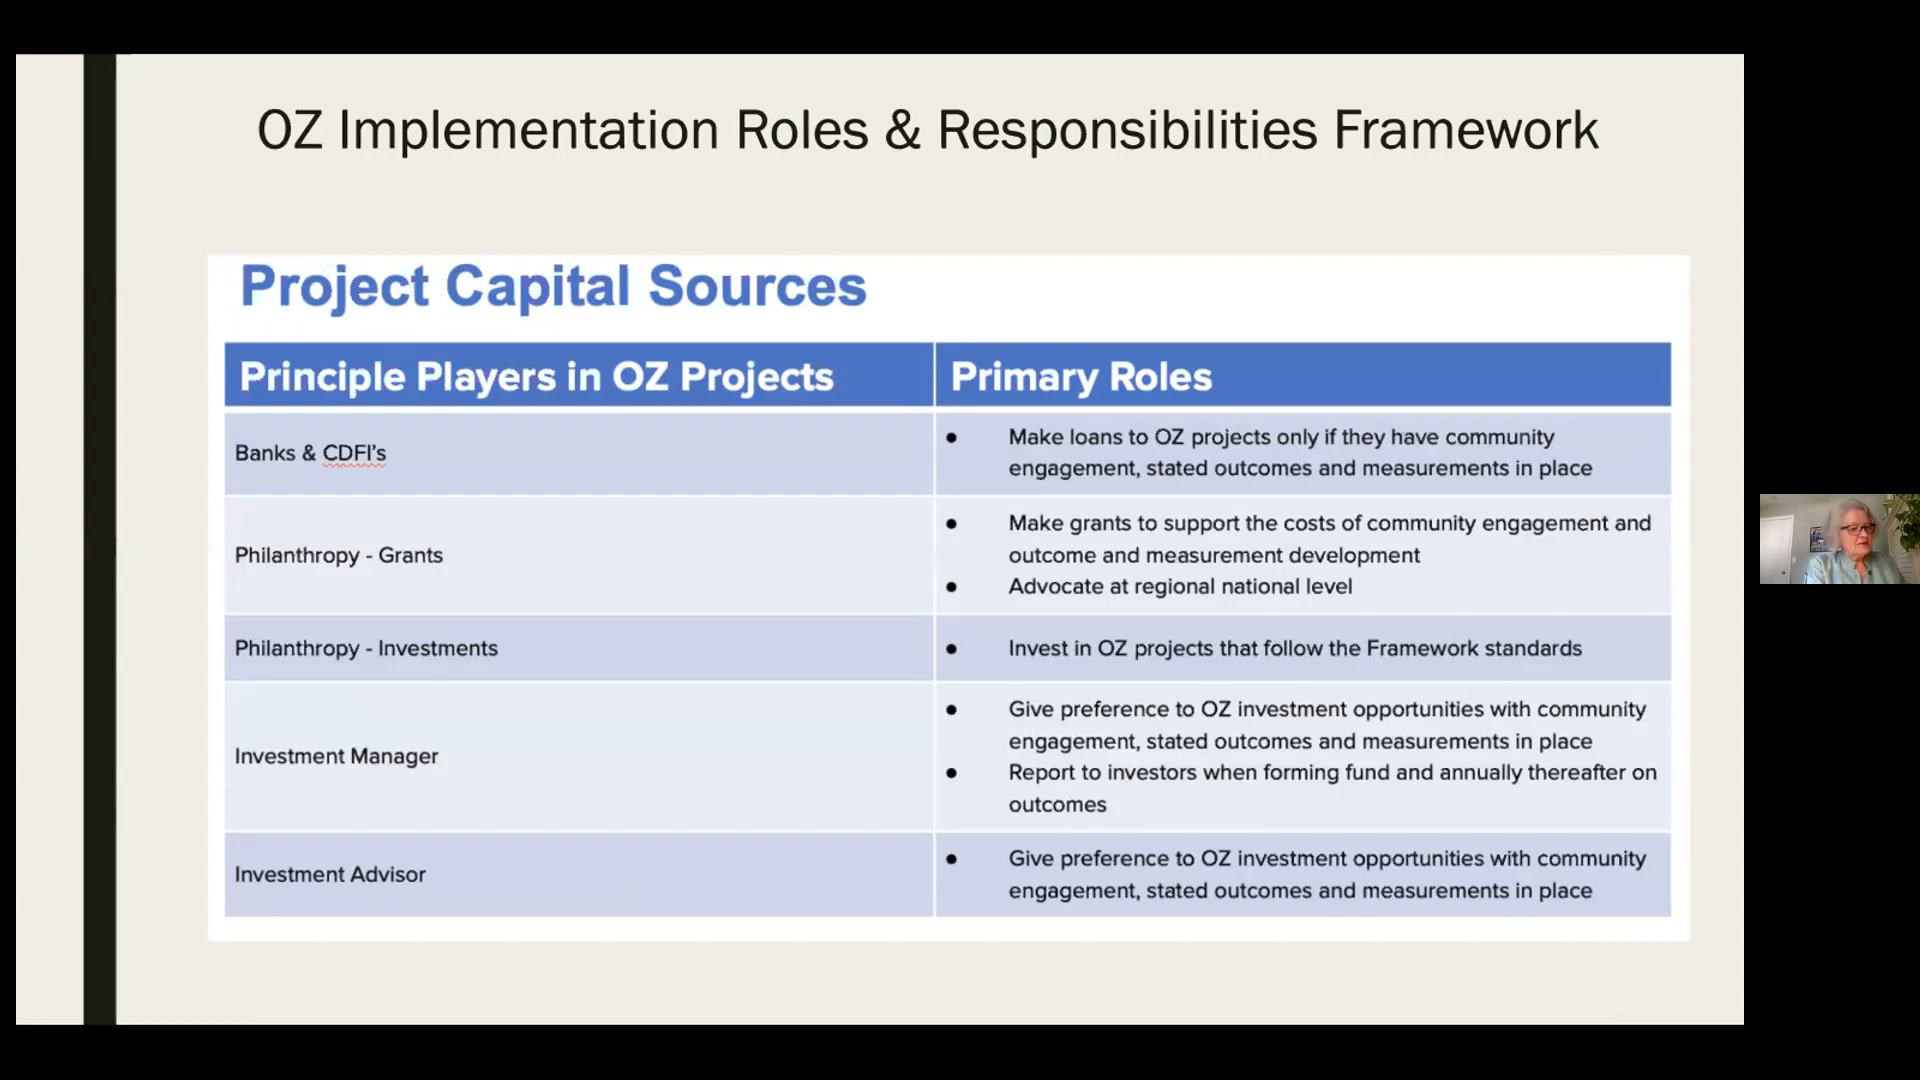 OZ Implementation Roles & Responsibilities Framework
Project Capital Sources
Principle Players in OZ Projects
Primary Roles
Banks & CDFI's
● Make loans to OZ projects only if they have community
engagement, stated outcomes and measurements in place
Philanthropy - Grants
● Make grants to support the costs of community engagement and
outcome and measurement development
● Advocate at regional national level
Philanthropy - Investments
● Invest in OZ projects that follow the Framework standards
Investment Manager
● Give preference to OZ investment opportunities with community
engagement, stated outcomes and measurements in place
● Report to investors when forming fund and annually thereafter on
outcomes
Investment Advisor
● Give preference to OZ investment opportunities with community
engagement, stated outcomes and measurements in place